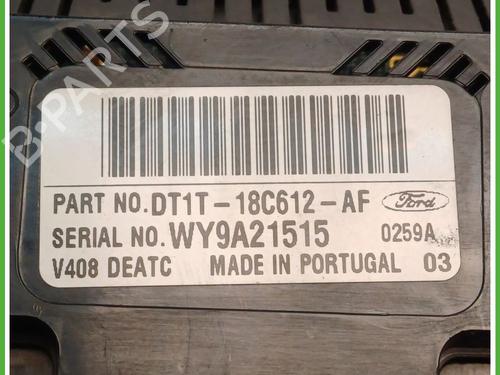 B-PARTS
PART NO. DT1T-18C612-AF Ford
SERIAL NO. WY9A21515 0259A
V408 DEATC MADE IN PORTUGAL 03